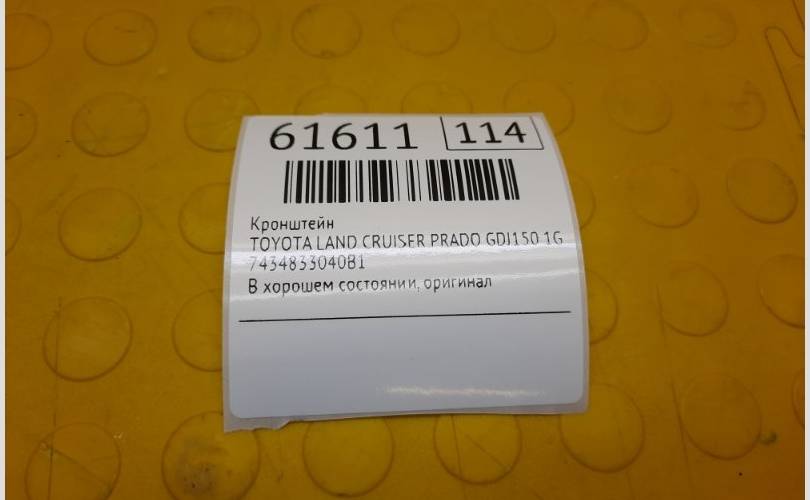 61611 114
Кронштейн
TOYOTA LAND CRUISER PRADO GDJ150 1G
7434833040B1
В хорошем состоянии, оригинал